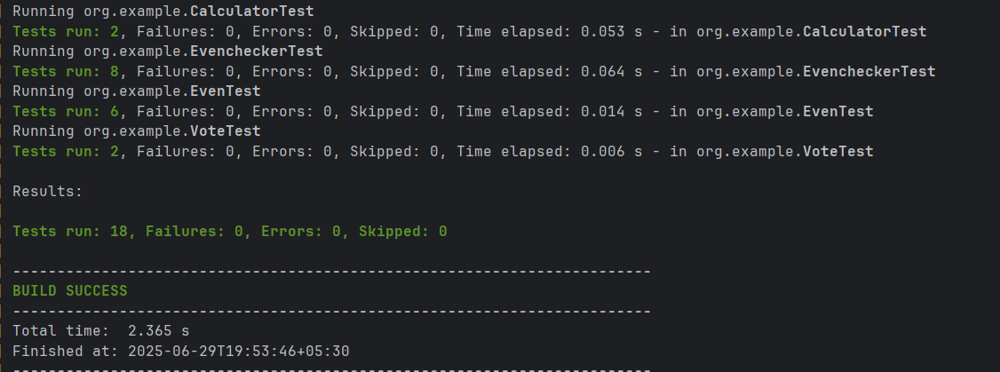 Running org.example.CalculatorTest
Tests run: 2, Failures: 0, Errors: 0, Skipped: 0, Time elapsed: 0.053 s - in org.example.CalculatorTest
Running org.example.EvencheckerTest
Tests run: 8, Failures: 0, Errors: 0, Skipped: 0, Time elapsed: 0.064 s - in org.example.EvencheckerTest
Running org.example.EvenTest
Tests run: 6, Failures: 0, Errors: 0, Skipped: 0, Time elapsed: 0.014 s - in org.example.EvenTest
Running org.example.VoteTest
Tests run: 2, Failures: 0, Errors: 0, Skipped: 0, Time elapsed: 0.006 s - in org.example.VoteTest
Results:
Tests run: 18, Failures: 0, Errors: 0, Skipped: 0
------------------------------------------------------------------------
BUILD SUCCESS
------------------------------------------------------------------------
Total time:  2.365 s
Finished at: 2025-06-29T19:53:46+05:30
------------------------------------------------------------------------